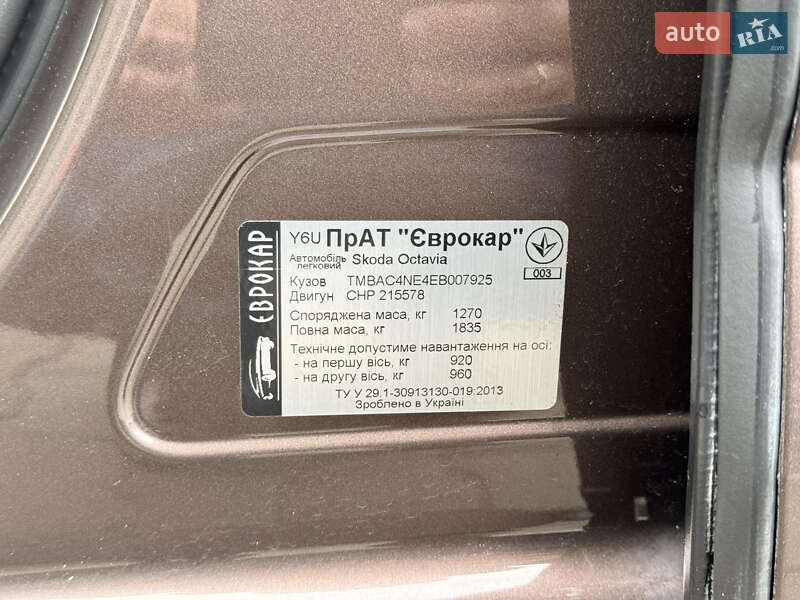 auto RIA
.com
ЄВРОКАР
Y6U ПрАТ "Єврокар"
Автомобіль легковий Skoda Octavia
003
Кузов TMBAC4NE4EB007925
Двигун CHP 215578
Споряджена маса, кг 1270
Повна маса, кг 1835
Технічне допустиме навантаження на осі:
- на першу вісь, кг 920
- на другу вісь, кг 960
ТУ У 29.1-30913130-019:2013
Зроблено в Україні